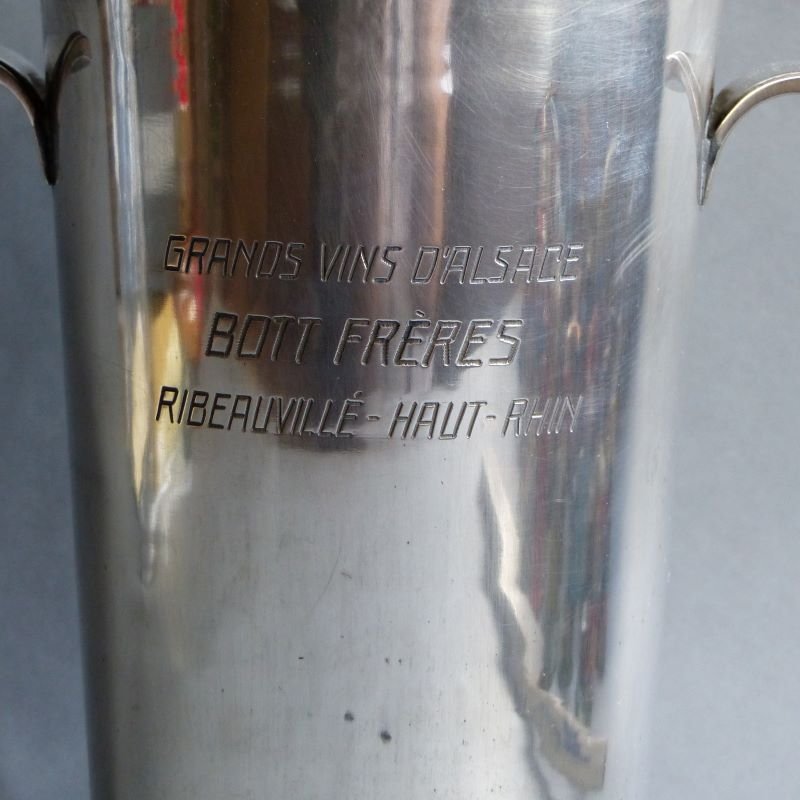 GRANDS VINS D'ALSACE
BOTT FRÈRES
RIBEAUVILLÉ - HAUT-RHIN